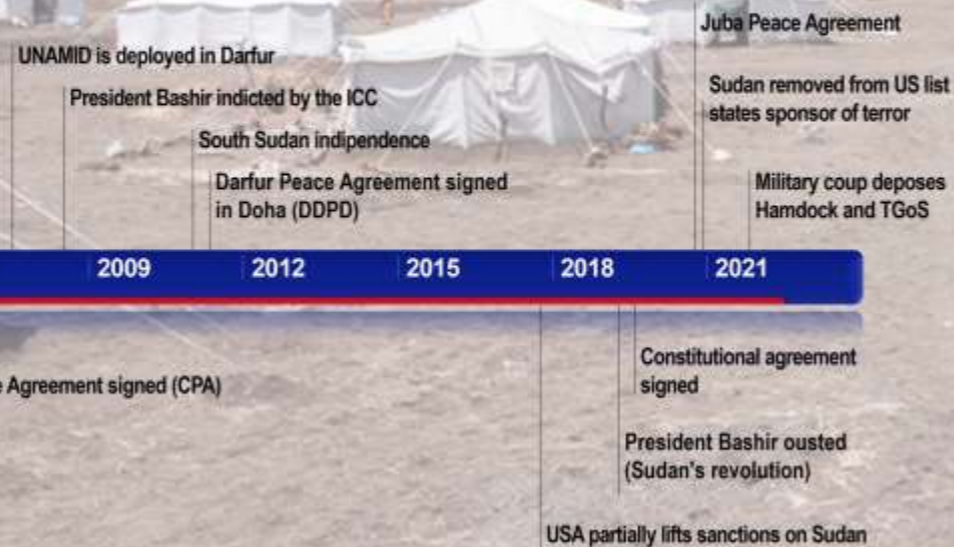 Juba Peace Agreement
UNAMID is deployed in Darfur
President Bashir indicted by the ICC
Sudan removed from US list
states sponsor of terror
South Sudan indipendence
Darfur Peace Agreement signed
in Doha (DDPD)
Military coup deposes
Hamdock and TGoS
2009 2012 2015 2018 2021
Constitutional agreement
signed
Agreement signed (CPA)
President Bashir ousted
(Sudan's revolution)
USA partially lifts sanctions on Sudan